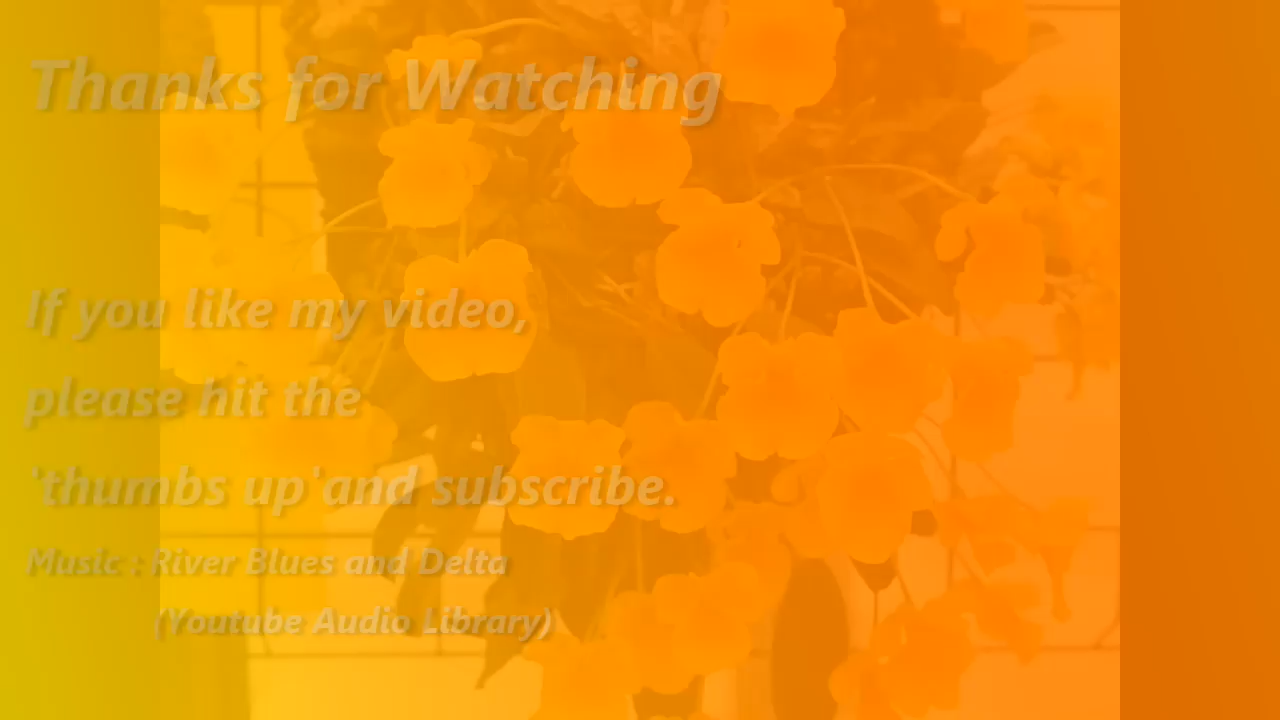 Thanks for Watching
If you like my video,
please hit the
'thumbs up'and subscribe.
Music : River Blues and Delta
(Youtube Audio Library)